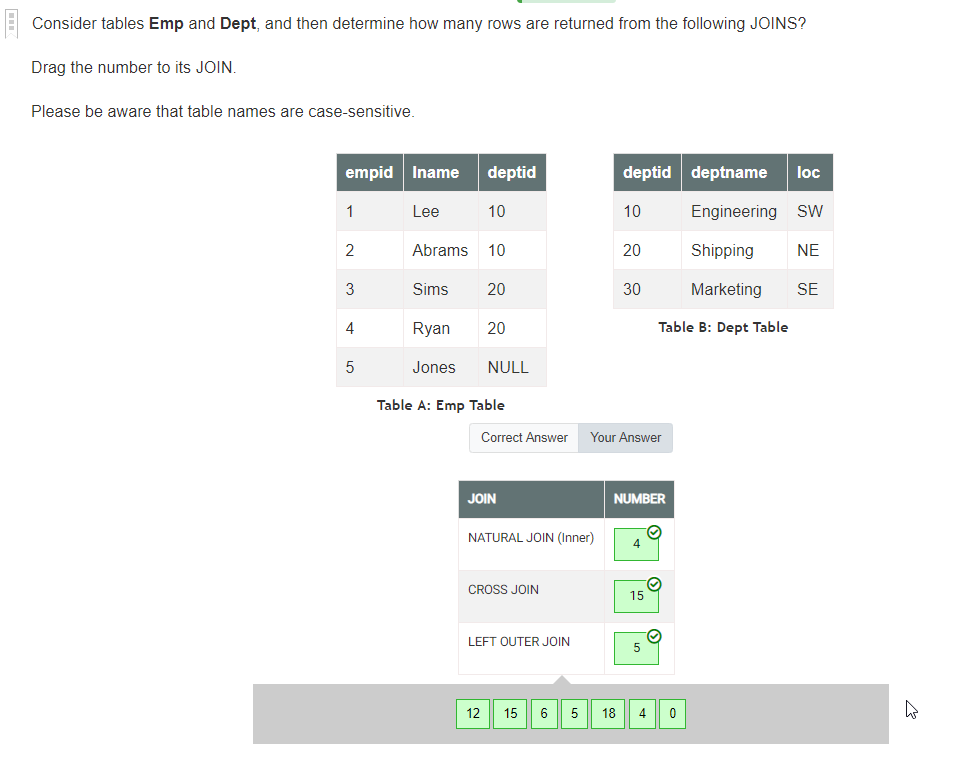 Consider tables Emp and Dept, and then determine how many rows are returned from the following JOINS?
Drag the number to its JOIN.
Please be aware that table names are case-sensitive.
empid lname deptid
1 Lee 10
2 Abrams 10
3 Sims 20
4 Ryan 20
5 Jones NULL
Table A: Emp Table
deptid deptname loc
10 Engineering SW
20 Shipping NE
30 Marketing SE
Table B: Dept Table
Correct Answer Your Answer
JOIN NUMBER
NATURAL JOIN (Inner) 4
CROSS JOIN 15
LEFT OUTER JOIN 5
12 15 6 5 18 4 0